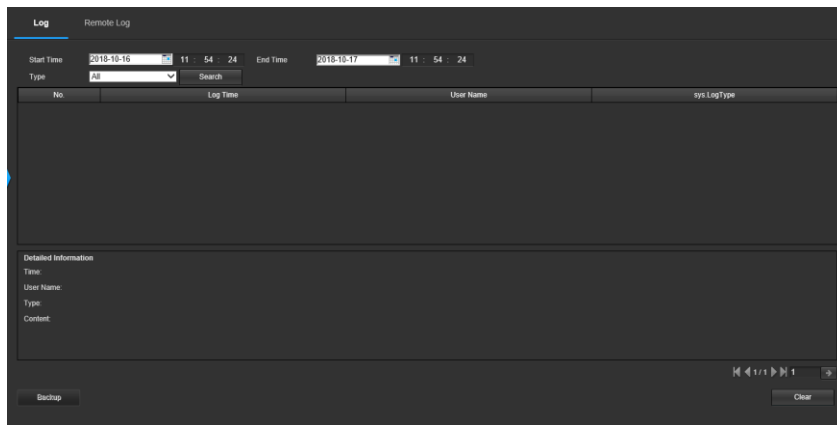 Log Remote Log
Start Time 2018-10-16 11 : 54 : 24 End Time 2018-10-17 11 : 54 : 24
Type All Search
No. Log Time User Name sys.LogType
Detailed Information
Time:
User Name:
Type:
Content:
1 / 1 1
Backup Clear